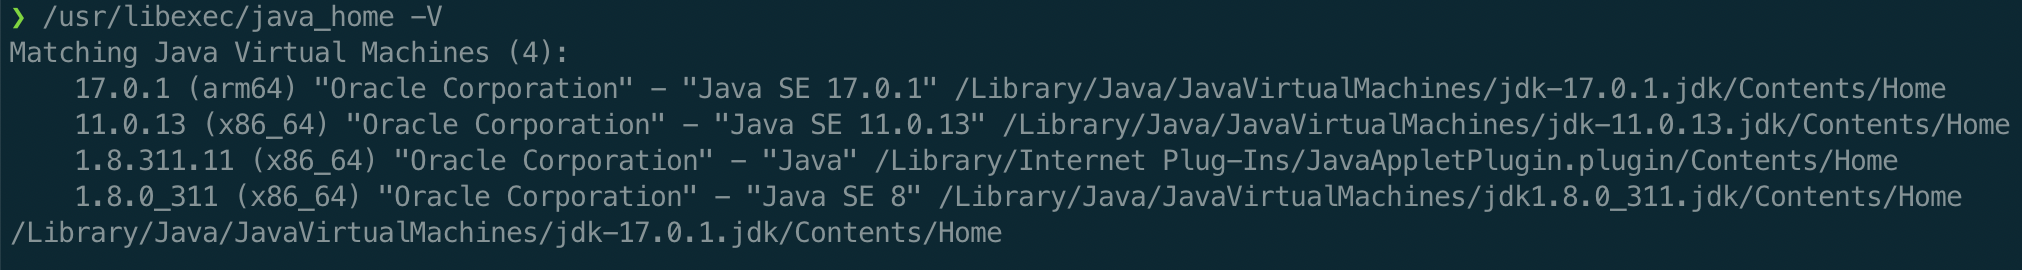 ❯ /usr/libexec/java_home -V
Matching Java Virtual Machines (4):
    17.0.1 (arm64) "Oracle Corporation" - "Java SE 17.0.1" /Library/Java/JavaVirtualMachines/jdk-17.0.1.jdk/Contents/Home
    11.0.13 (x86_64) "Oracle Corporation" - "Java SE 11.0.13" /Library/Java/JavaVirtualMachines/jdk-11.0.13.jdk/Contents/Home
    1.8.311.11 (x86_64) "Oracle Corporation" - "Java" /Library/Internet Plug-Ins/JavaAppletPlugin.plugin/Contents/Home
    1.8.0_311 (x86_64) "Oracle Corporation" - "Java SE 8" /Library/Java/JavaVirtualMachines/jdk1.8.0_311.jdk/Contents/Home
/Library/Java/JavaVirtualMachines/jdk-17.0.1.jdk/Contents/Home